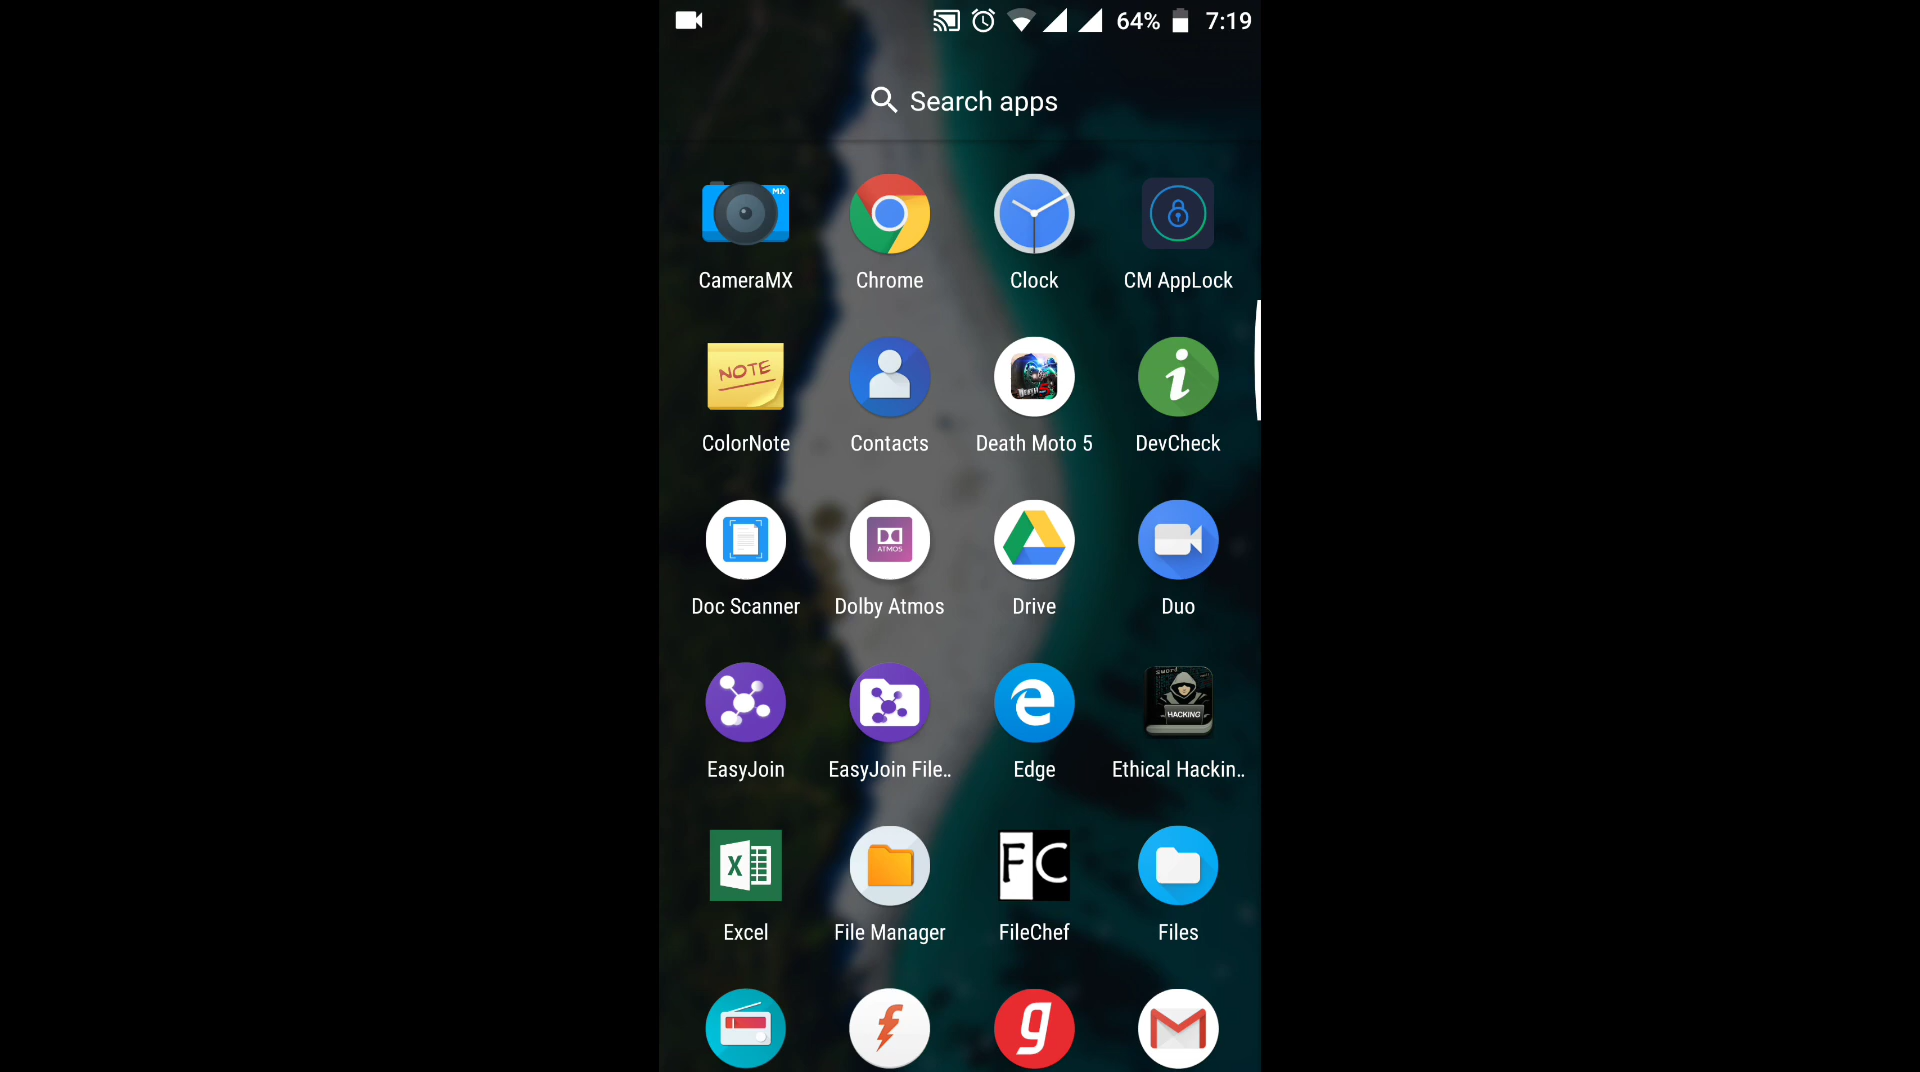 64% 7:19
Search apps
MX
CameraMX Chrome Clock CM AppLock
NOTE
ColorNote Contacts Death Moto 5 DevCheck
ATMOS
Doc Scanner Dolby Atmos Drive Duo
HACKING
EasyJoin EasyJoin File.. Edge Ethical Hackin..
X FC
Excel File Manager FileChef Files
g